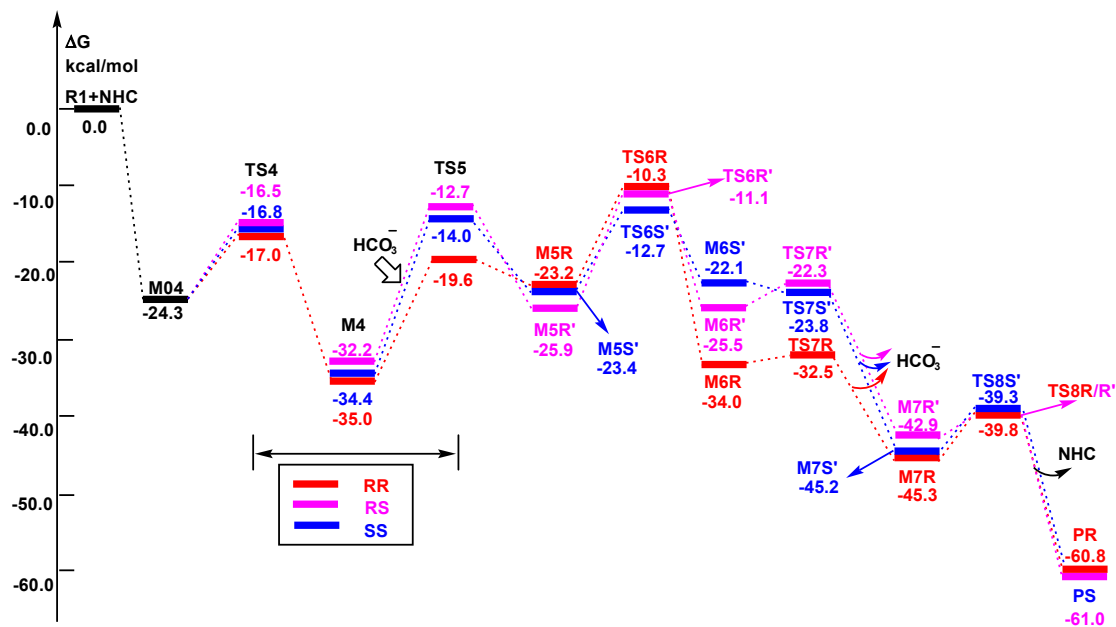 ΔG
kcal/mol
R1+NHC
0.0
0.0
-10.0
-20.0
-30.0
-40.0
-50.0
-60.0
M04
-24.3
TS4
-16.5
-16.8
-17.0
M4
-32.2
-34.4
-35.0
HCO₃⁻
TS5
-12.7
-14.0
-19.6
M5R
-23.2
M5R'
-25.9
M5S'
-23.4
TS6R
-10.3
TS6R'
-11.1
TS6S'
-12.7
M6S'
-22.1
M6R'
-25.5
M6R
-34.0
TS7R'
-22.3
TS7S'
-23.8
TS7R
-32.5
HCO₃⁻
M7R'
-42.9
M7S'
-45.2
M7R
-45.3
TS8S'
-39.3
-39.8
TS8R/R'
NHC
PR
-60.8
PS
-61.0
RR
RS
SS